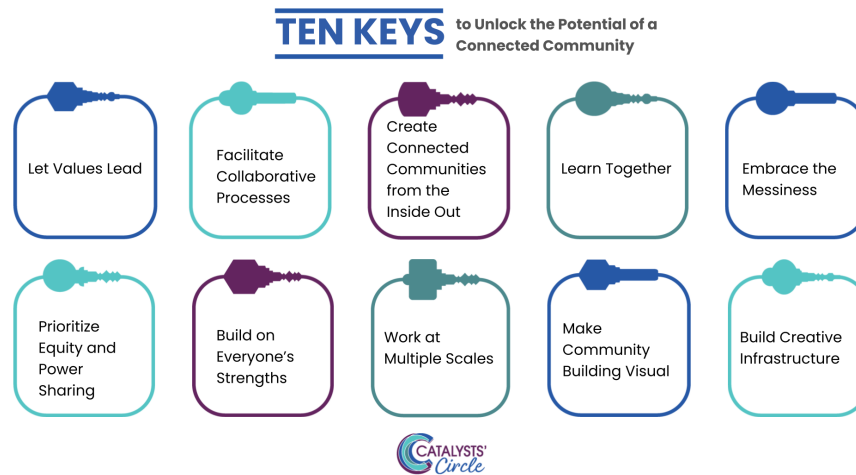 TEN KEYS
to Unlock the Potential of a
Connected Community
Let Values Lead
Facilitate
Collaborative
Processes
Create
Connected
Communities
from the
Inside Out
Learn Together
Embrace the
Messiness
Prioritize
Equity and
Power
Sharing
Build on
Everyone’s
Strengths
Work at
Multiple Scales
Make
Community
Building Visual
Build Creative
Infrastructure
CATALYSTS’
Circle